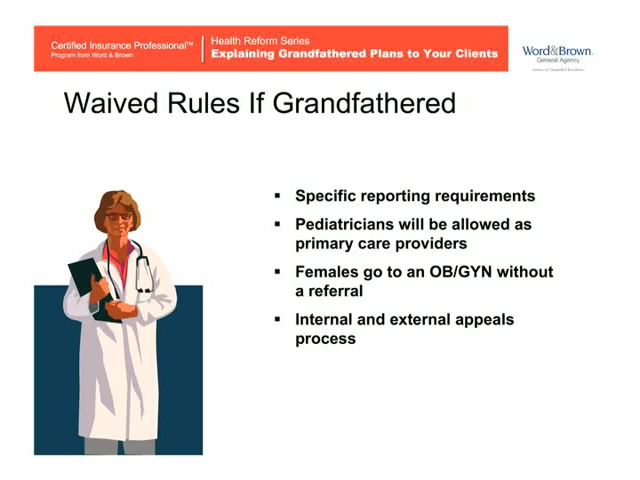 Certified Insurance Professional™
Program from Word & Brown
Health Reform Series
Explaining Grandfathered Plans to Your Clients
Word&Brown.
General Agency
Waived Rules If Grandfathered
▪ Specific reporting requirements
▪ Pediatricians will be allowed as
primary care providers
▪ Females go to an OB/GYN without
a referral
▪ Internal and external appeals
process